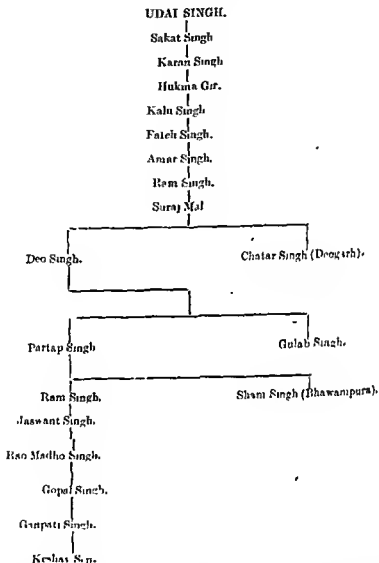 UDAI SINGH.
Sakat Singh
Karan Singh
Hukma Gir.
Kalu Singh
Fateh Singh.
Amar Singh.
Ram Singh.
Suraj Mal
Deo Singh. Chatar Singh (Deogarh).
Partap Singh Gulab Singh.
Ram Singh. Sham Singh (Bhawanipura).
Jaswant Singh.
Rao Madho Singh.
Gopal Singh.
Ganpati Singh.
Keshav